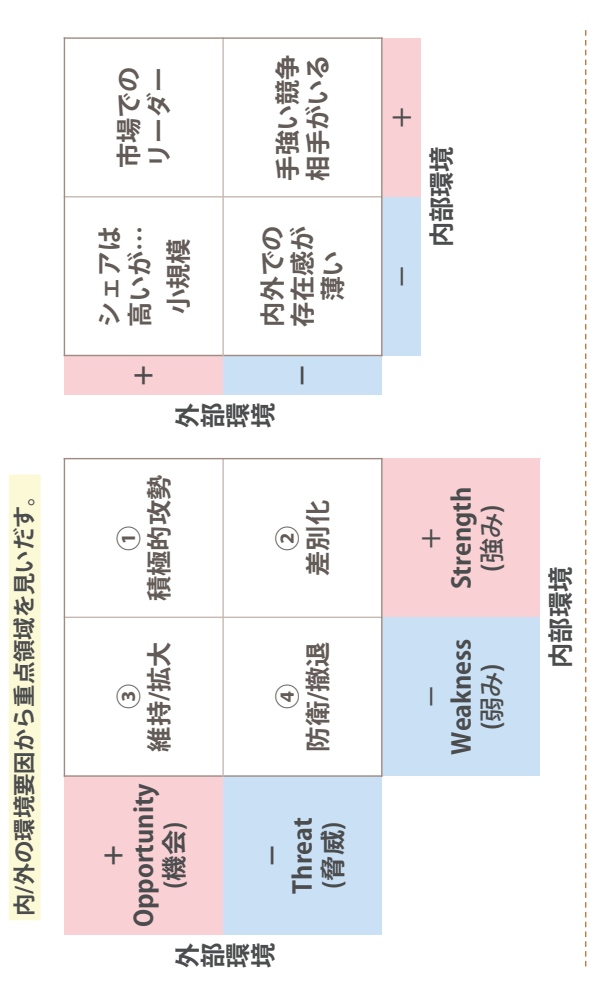 内/外の環境要因から重点領域を見いだす。
外部環境
＋
Opportunity
(機会)
－
Threat
(脅威)
③
維持/拡大
①
積極的攻勢
④
防衛/撤退
②
差別化
－
Weakness
(弱み)
＋
Strength
(強み)
内部環境
外部環境
＋
－
シェアは
高いが…
小規模
市場での
リーダー
内外での
存在感が
薄い
手強い競争
相手がいる
－
＋
内部環境